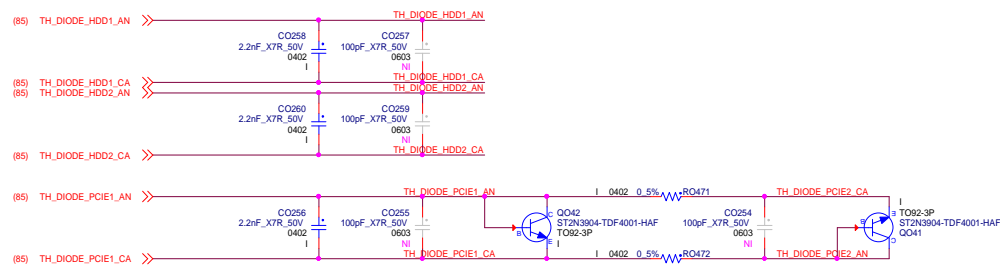 (85) TH_DIODE_HDD1_AN
TH_DIODE_HDD1_AN
CO258
2.2nF_X7R_50V
0402
I
CO257
100pF_X7R_50V
0603
NI
(85) TH_DIODE_HDD1_CA
TH_DIODE_HDD1_CA
(85) TH_DIODE_HDD2_AN
TH_DIODE_HDD2_AN
CO260
2.2nF_X7R_50V
0402
I
CO259
100pF_X7R_50V
0603
NI
(85) TH_DIODE_HDD2_CA
TH_DIODE_HDD2_CA
(85) TH_DIODE_PCIE1_AN
TH_DIODE_PCIE1_AN
I 0402 0_5% RO471
TH_DIODE_PCIE2_CA
CO256
2.2nF_X7R_50V
0402
I
CO255
100pF_X7R_50V
0603
NI
C
B
E
QO42
ST2N3904-TDF4001-HAF
TO92-3P
I
CO254
100pF_X7R_50V
0603
NI
E
B
C
I
TO92-3P
ST2N3904-TDF4001-HAF
QO41
(85) TH_DIODE_PCIE1_CA
TH_DIODE_PCIE1_CA
I 0402 0_5% RO472
TH_DIODE_PCIE2_AN